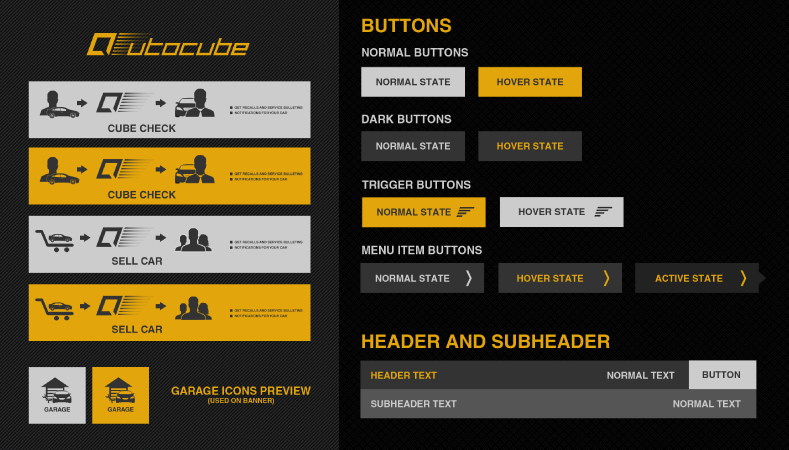 Autocube
GET RECALLS AND SERVICE BULLETINS
NOTIFICATIONS FOR YOUR CAR
CUBE CHECK
GET RECALLS AND SERVICE BULLETINS
NOTIFICATIONS FOR YOUR CAR
CUBE CHECK
GET RECALLS AND SERVICE BULLETINS
NOTIFICATIONS FOR YOUR CAR
SELL CAR
GET RECALLS AND SERVICE BULLETINS
NOTIFICATIONS FOR YOUR CAR
SELL CAR
GARAGE
GARAGE
GARAGE ICONS PREVIEW
(USED ON BANNER)
BUTTONS
NORMAL BUTTONS
NORMAL STATE
HOVER STATE
DARK BUTTONS
NORMAL STATE
HOVER STATE
TRIGGER BUTTONS
NORMAL STATE
HOVER STATE
MENU ITEM BUTTONS
NORMAL STATE
HOVER STATE
ACTIVE STATE
HEADER AND SUBHEADER
HEADER TEXT
NORMAL TEXT
BUTTON
SUBHEADER TEXT
NORMAL TEXT